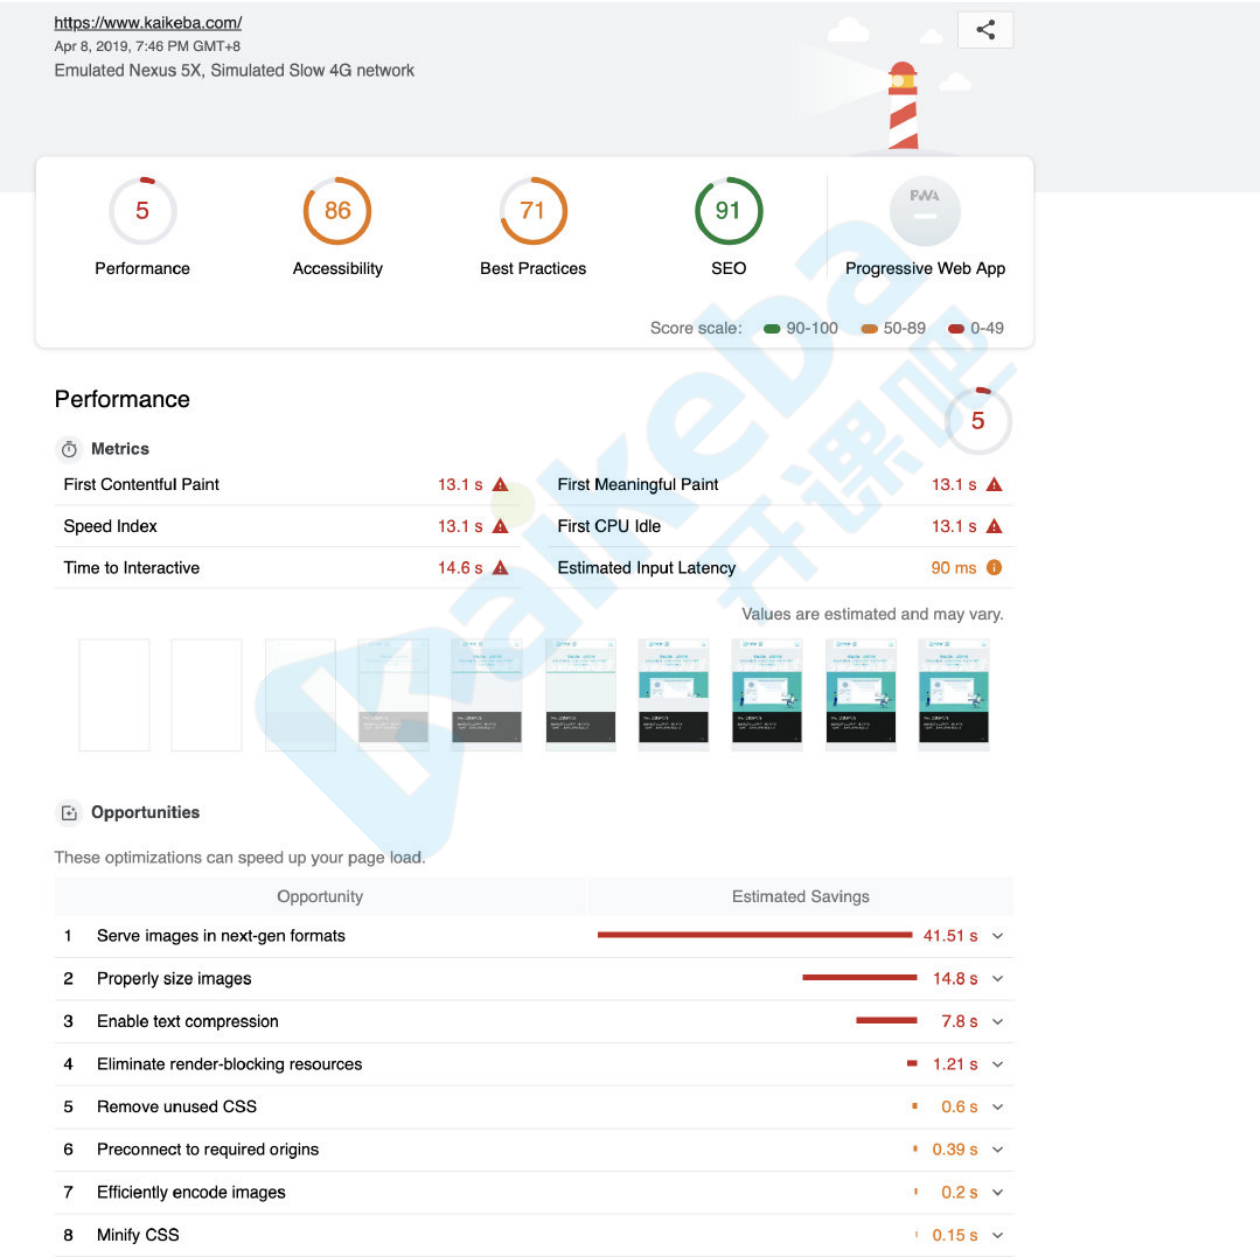 https://www.kaikeba.com/
Apr 8, 2019, 7:46 PM GMT+8
Emulated Nexus 5X, Simulated Slow 4G network
5
86
71
91
PWA
Performance
Accessibility
Best Practices
SEO
Progressive Web App
Score scale: 90-100 50-89 0-49
Performance
5
Metrics
First Contentful Paint 13.1 s
First Meaningful Paint 13.1 s
Speed Index 13.1 s
First CPU Idle 13.1 s
Time to Interactive 14.6 s
Estimated Input Latency 90 ms
Values are estimated and may vary.
Opportunities
These optimizations can speed up your page load.
Opportunity Estimated Savings
1 Serve images in next-gen formats 41.51 s
2 Properly size images 14.8 s
3 Enable text compression 7.8 s
4 Eliminate render-blocking resources 1.21 s
5 Remove unused CSS 0.6 s
6 Preconnect to required origins 0.39 s
7 Efficiently encode images 0.2 s
8 Minify CSS 0.15 s
Kaikeba
开课吧